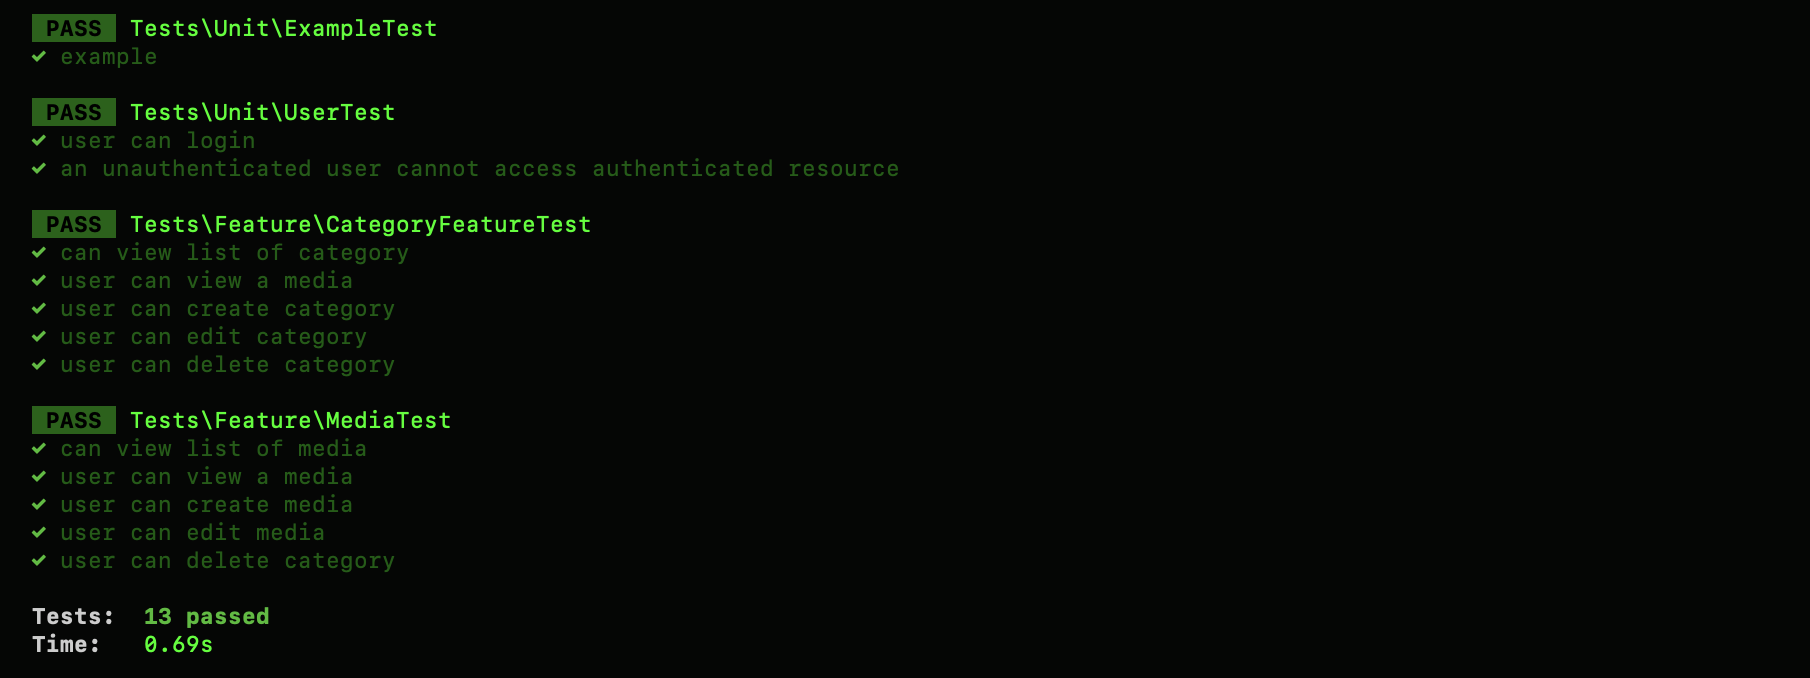 PASS Tests\Unit\ExampleTest
✓ example
PASS Tests\Unit\UserTest
✓ user can login
✓ an unauthenticated user cannot access authenticated resource
PASS Tests\Feature\CategoryFeatureTest
✓ can view list of category
✓ user can view a media
✓ user can create category
✓ user can edit category
✓ user can delete category
PASS Tests\Feature\MediaTest
✓ can view list of media
✓ user can view a media
✓ user can create media
✓ user can edit media
✓ user can delete category
Tests: 13 passed
Time: 0.69s